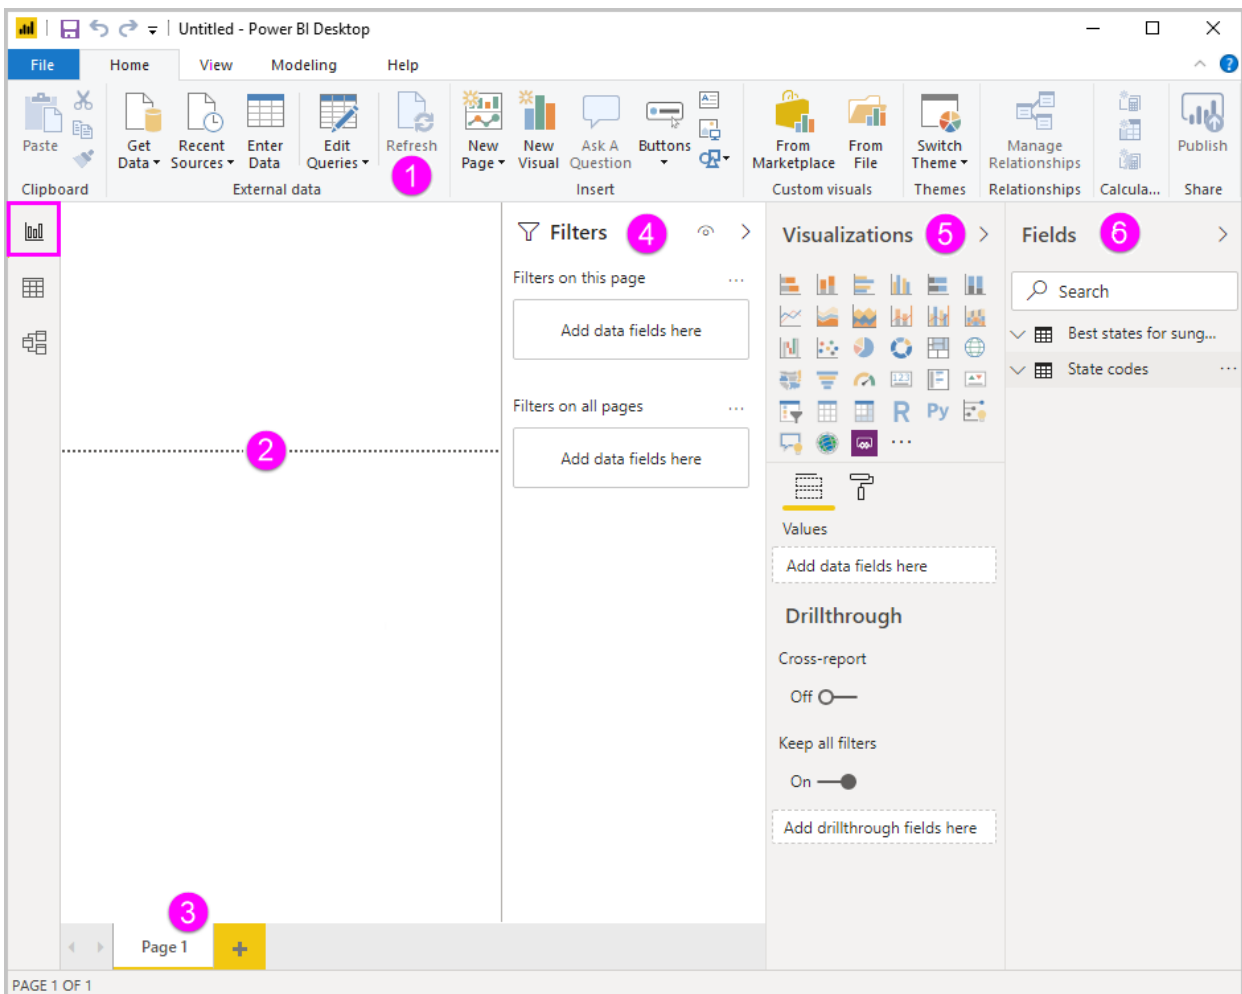 Untitled - Power BI Desktop
File Home View Modeling Help
Paste
Get Data
Recent Sources
Enter Data
Edit Queries
Refresh
New Page
New Visual
Ask A Question
Buttons
From Marketplace
From File
Switch Theme
Manage Relationships
Publish
1
Clipboard External data Insert Custom visuals Themes Relationships Calcula... Share
Filters 4
Filters on this page ...
Add data fields here
Filters on all pages ...
Add data fields here
2
Visualizations 5
123
R Py
...
Values
Add data fields here
Drillthrough
Cross-report
Off
Keep all filters
On
Add drillthrough fields here
Fields 6
Search
Best states for sung...
State codes ...
3
Page 1 +
PAGE 1 OF 1